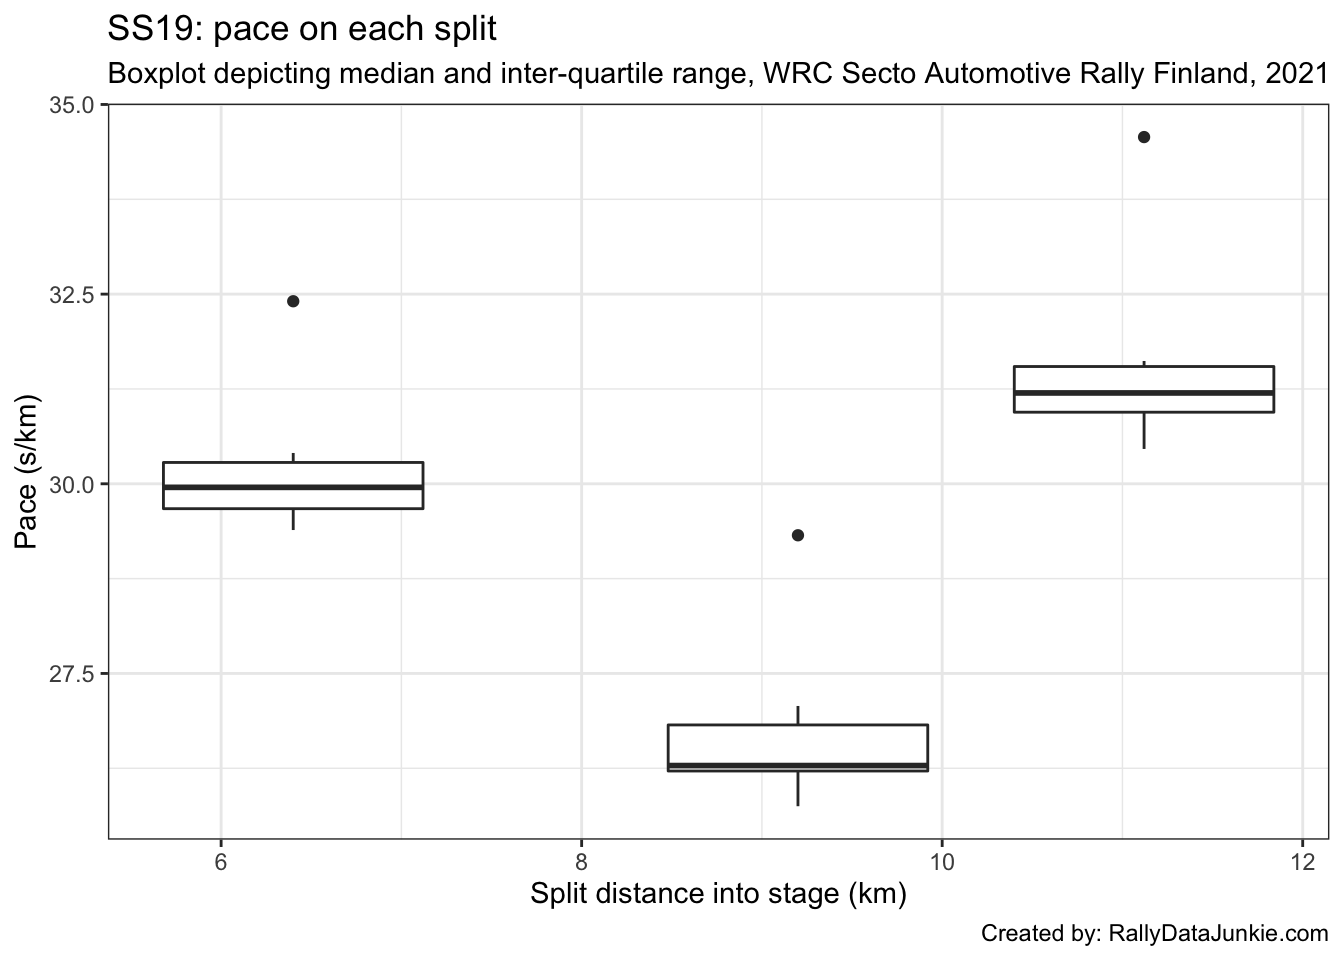 SS19: pace on each split
Boxplot depicting median and inter-quartile range, WRC Secto Automotive Rally Finland, 2021
35.0
32.5
30.0
27.5
Pace (s/km)
6 8 10 12
Split distance into stage (km)
Created by: RallyDataJunkie.com